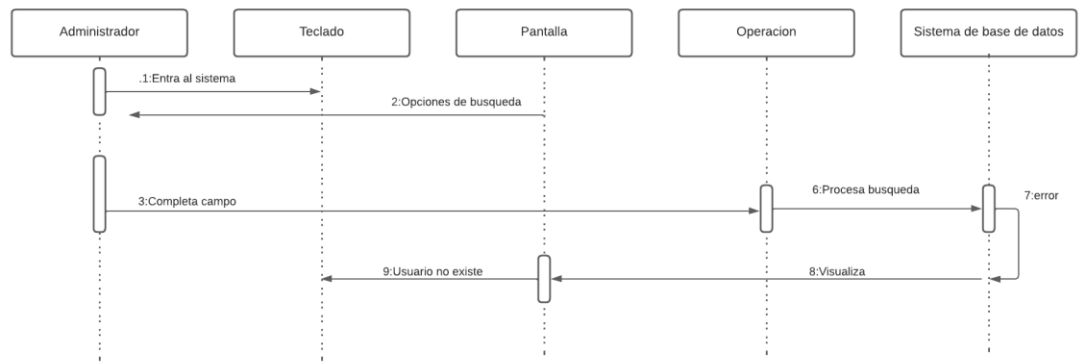 Administrador
Teclado
Pantalla
Operacion
Sistema de base de datos
.1:Entra al sistema
2:Opciones de busqueda
3:Completa campo
6:Procesa busqueda
7:error
9:Usuario no existe
8:Visualiza